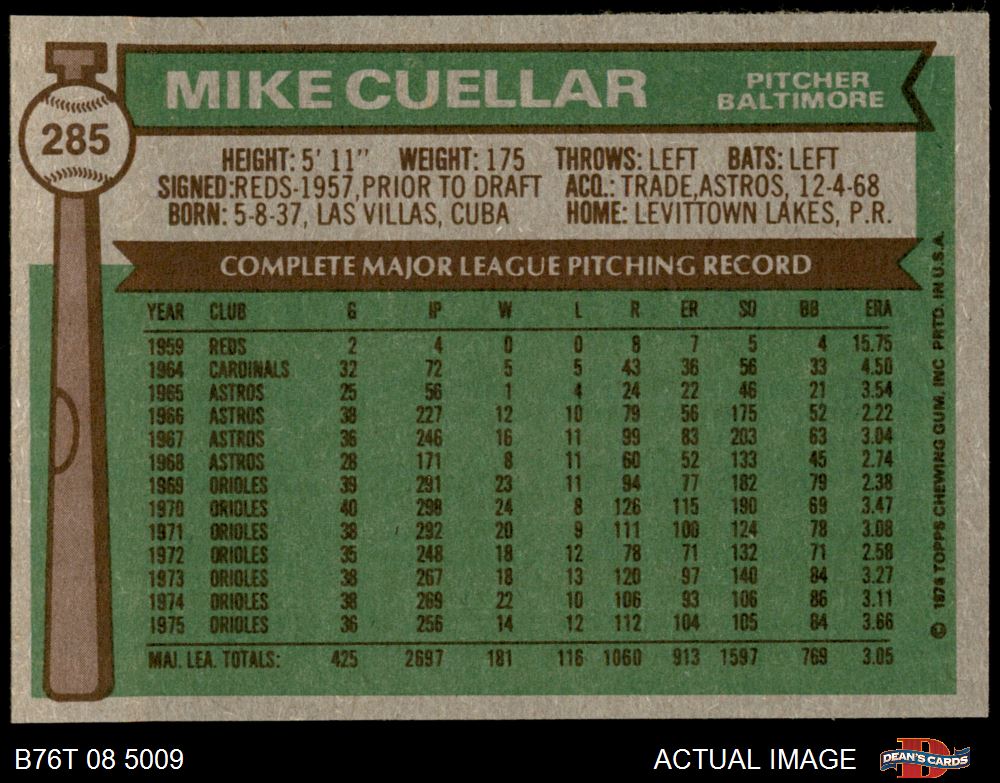 285
MIKE CUELLAR
PITCHER
BALTIMORE
HEIGHT: 5' 11" WEIGHT: 175 THROWS: LEFT BATS: LEFT
SIGNED:REDS-1957,PRIOR TO DRAFT ACQ.: TRADE,ASTROS, 12-4-68
BORN: 5-8-37, LAS VILLAS, CUBA HOME: LEVITTOWN LAKES, P.R.
COMPLETE MAJOR LEAGUE PITCHING RECORD
YEAR CLUB G IP W L R ER SO BB ERA
1959 REDS 2 4 0 0 8 7 5 4 15.75
1964 CARDINALS 32 72 5 5 43 36 56 33 4.50
1965 ASTROS 25 56 1 4 24 22 46 21 3.54
1966 ASTROS 38 227 12 10 79 56 175 52 2.22
1967 ASTROS 36 246 16 11 99 83 203 63 3.04
1968 ASTROS 28 171 8 11 60 52 133 45 2.74
1969 ORIOLES 39 291 23 11 94 77 182 79 2.38
1970 ORIOLES 40 298 24 8 126 115 190 69 3.47
1971 ORIOLES 38 292 20 9 111 100 124 78 3.08
1972 ORIOLES 35 248 18 12 78 71 132 71 2.58
1973 ORIOLES 38 267 18 13 120 97 140 84 3.27
1974 ORIOLES 38 269 22 10 106 93 106 86 3.11
1975 ORIOLES 36 256 14 12 112 104 105 84 3.66
MAJ. LEA. TOTALS: 425 2697 181 116 1060 913 1597 769 3.05
© 1976 TOPPS CHEWING GUM, INC PRTD. IN U.S.A.
B76T 08 5009
ACTUAL IMAGE
DEAN'S CARDS